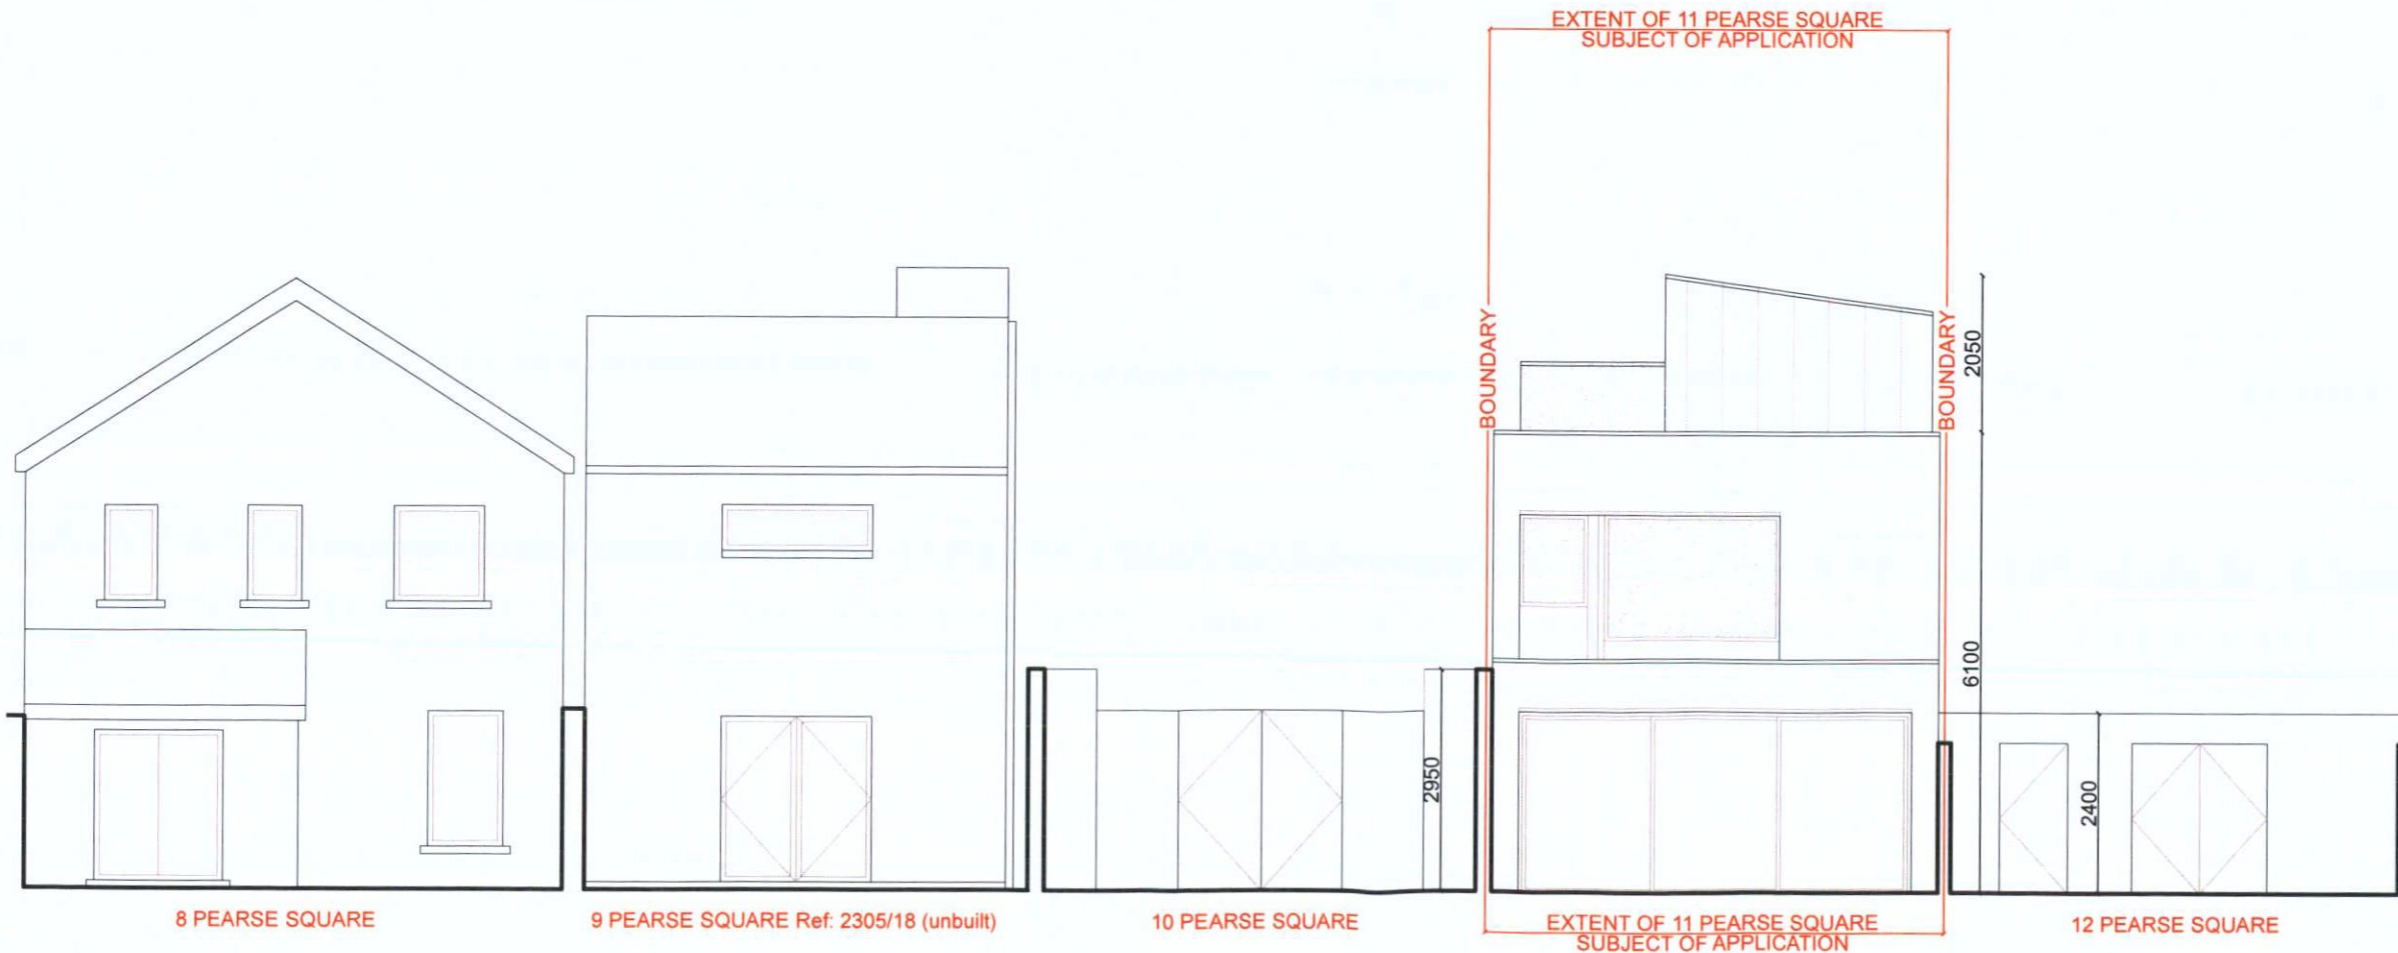 EXTENT OF 11 PEARSE SQUARE
SUBJECT OF APPLICATION
BOUNDARY
BOUNDARY
2050
6100
2950
2400
8 PEARSE SQUARE
9 PEARSE SQUARE Ref: 2305/18 (unbuilt)
10 PEARSE SQUARE
EXTENT OF 11 PEARSE SQUARE
SUBJECT OF APPLICATION
12 PEARSE SQUARE